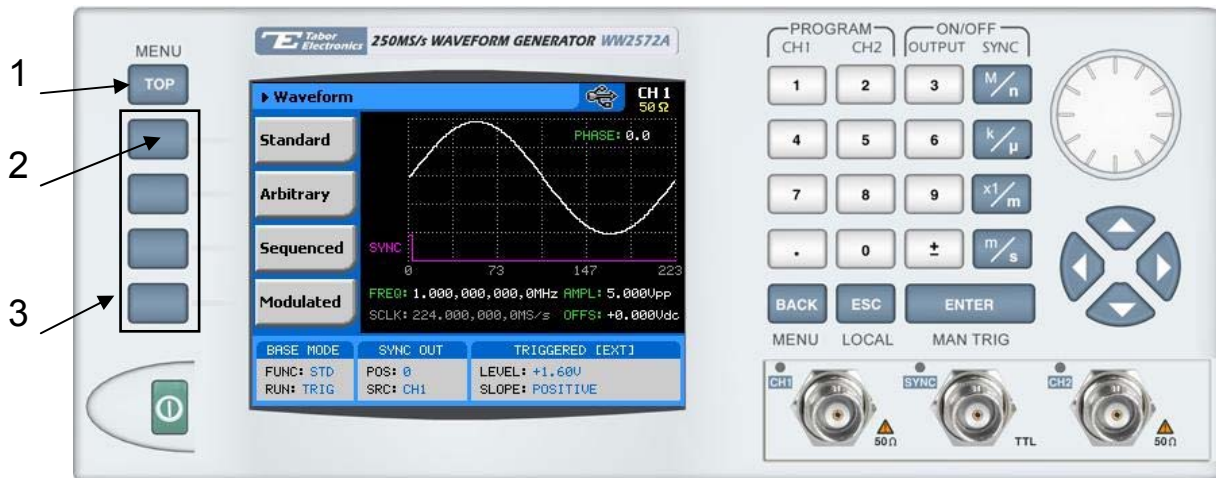 1
2
3
MENU
TOP
Tabor Electronics 250MS/s WAVEFORM GENERATOR WW2572A
Waveform
CH 1
50 Ω
Standard
Arbitrary
Sequenced
Modulated
PHASE: 0.0
SYNC
0 73 147 223
FREQ: 1.000,000,000,0MHz AMPL: 5.000Vpp
SCLK: 224.000,000,0MS/s OFFS: +0.000Vdc
BASE MODE
FUNC: STD
RUN: TRIG
SYNC OUT
POS: 0
SRC: CH1
TRIGGERED [EXT]
LEVEL: +1.60V
SLOPE: POSITIVE
PROGRAM
CH1 CH2
ON/OFF
OUTPUT SYNC
1 2 3 M/n
4 5 6 k/µ
7 8 9 x1/m
. 0 ± m/s
BACK ESC ENTER
MENU LOCAL MAN TRIG
CH1
50Ω
SYNC
TTL
CH2
50Ω